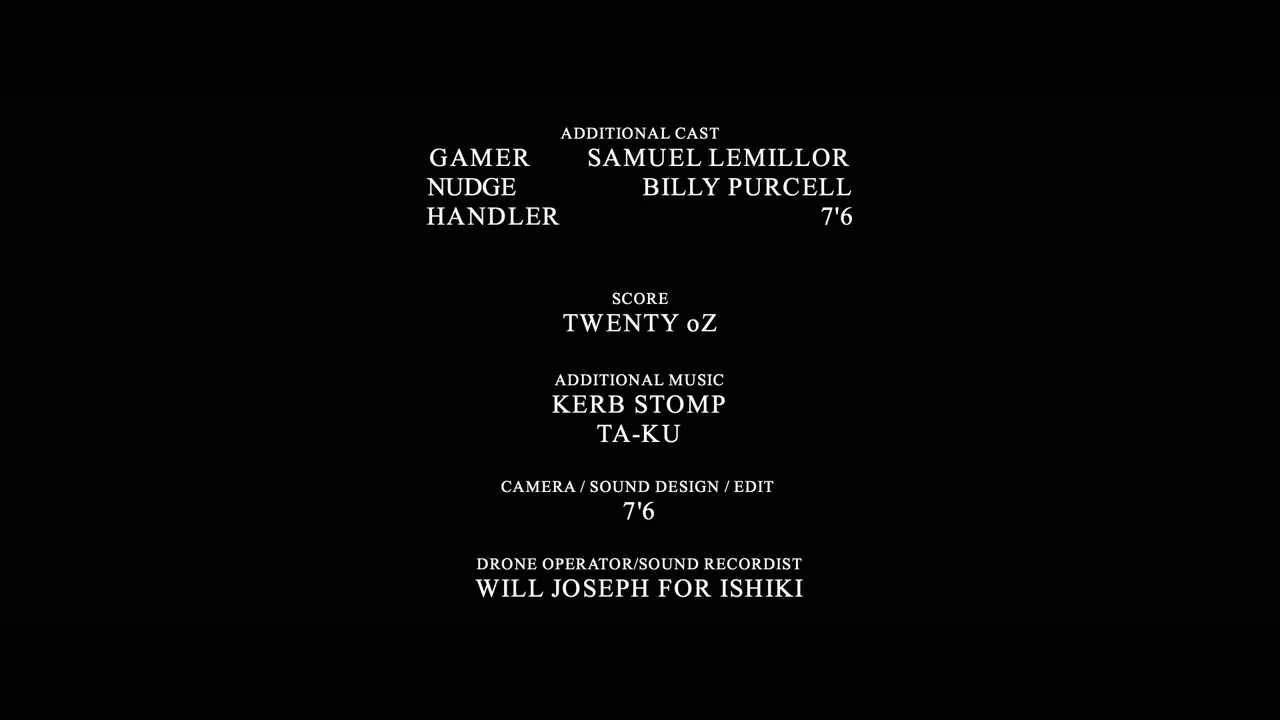 ADDITIONAL CAST
GAMER SAMUEL LEMILLOR
NUDGE BILLY PURCELL
HANDLER 7'6
SCORE
TWENTY oZ
ADDITIONAL MUSIC
KERB STOMP
TA-KU
CAMERA / SOUND DESIGN / EDIT
7'6
DRONE OPERATOR/SOUND RECORDIST
WILL JOSEPH FOR ISHIKI